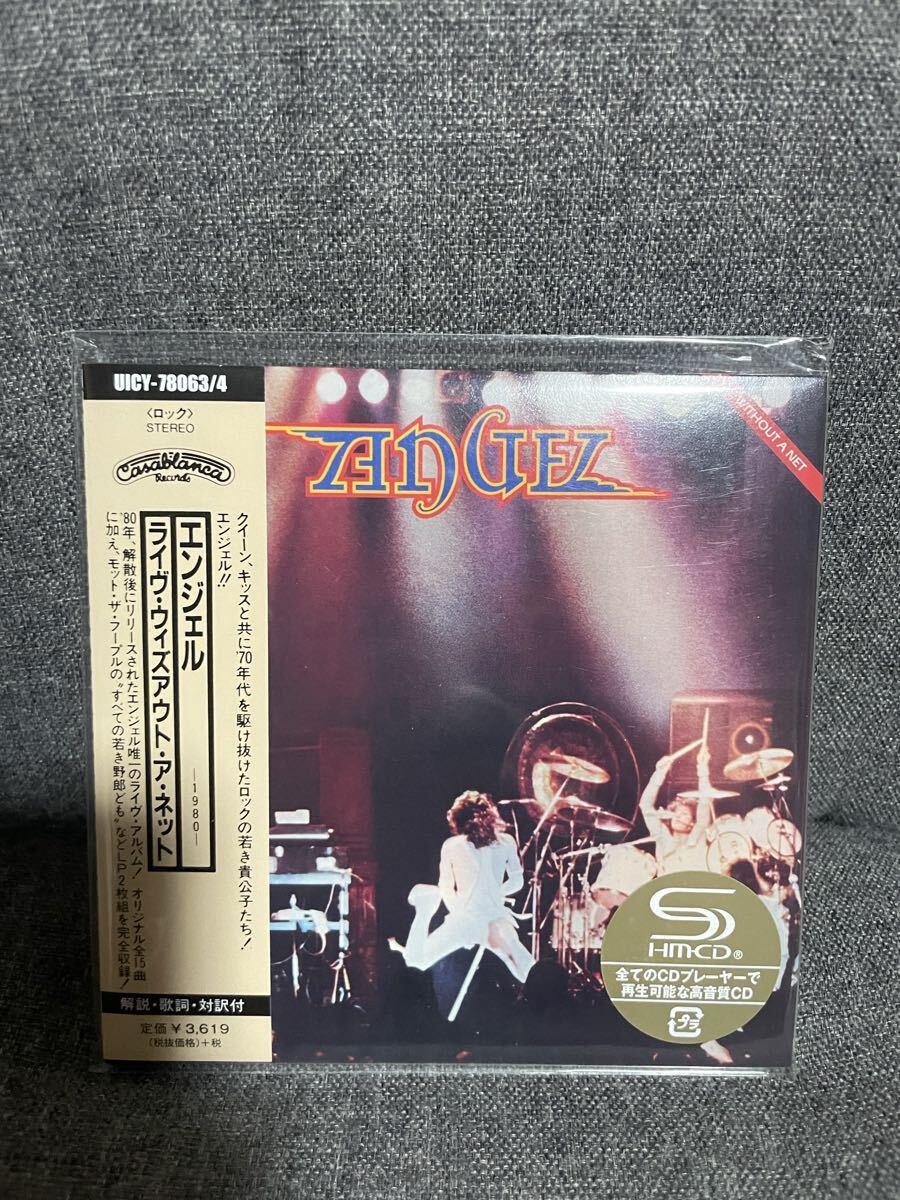 UICY-78063/4
〈ロック〉
STEREO
Casablanca
Records
クイーン、キッスと共に'70年代を駆け抜けたロックの若き貴公子たち!
エンジェル!!
エンジェル
—1980—
ライヴ・ウィズアウト・ア・ネット
'80年、解散後にリリースされたエンジェル唯一のライヴ・アルバム! オリジナル全15曲
に加え、モット・ザ・フープルの“すべての若き野郎ども”などLP2枚組を完全収録!
解説・歌詞・対訳付
定価 ¥3,619
(税抜価格)+税
ANGEL
WITHOUT A NET
SHM-CD®
全てのCDプレーヤーで
再生可能な高音質CD
プラ